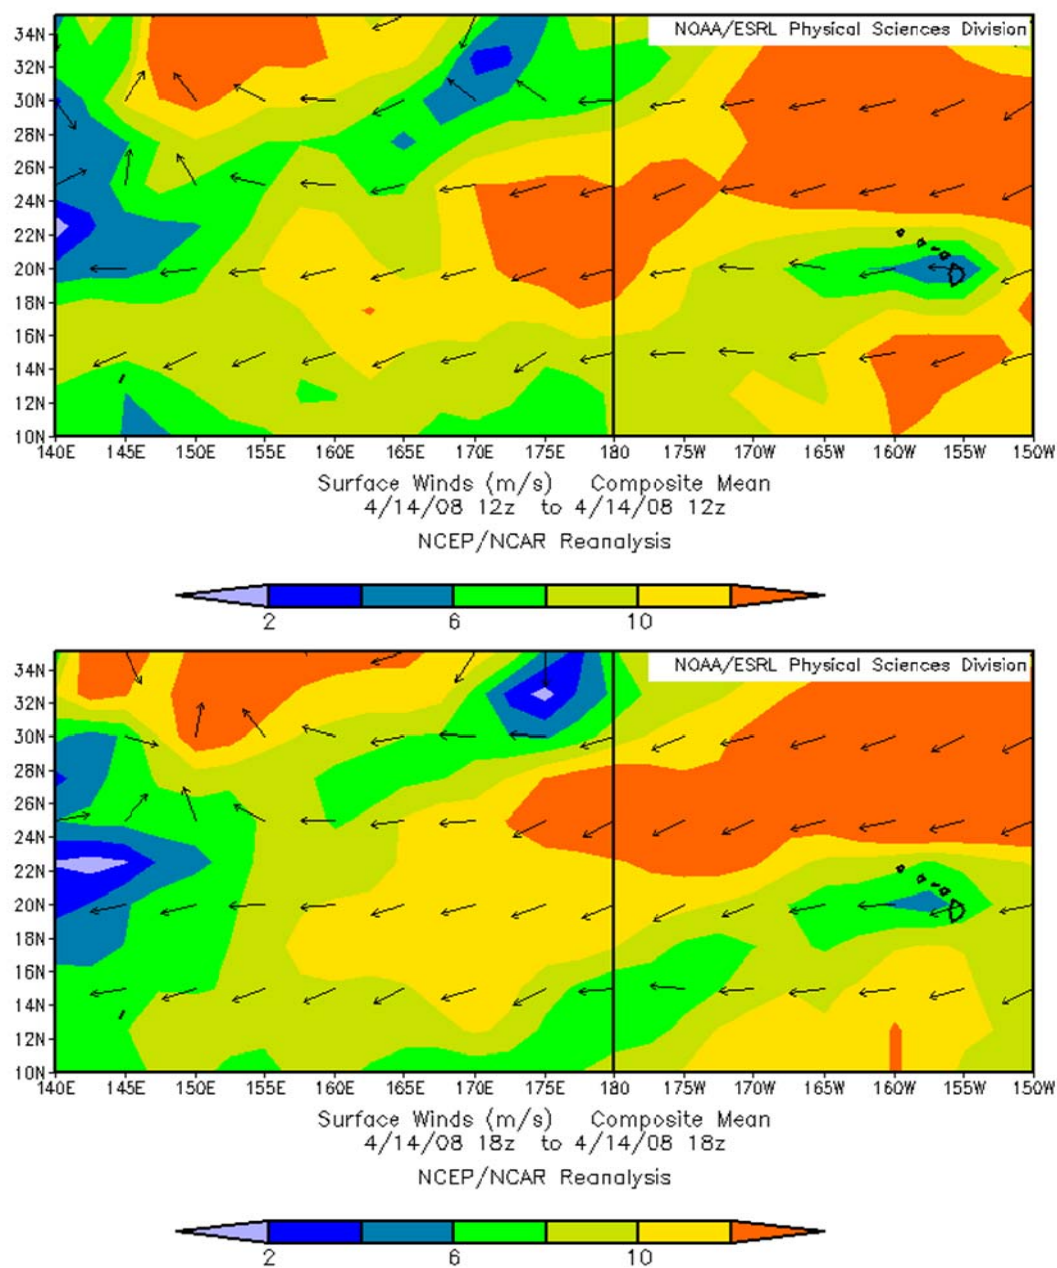 34N
NOAA/ESRL Physical Sciences Division
32N
30N
28N
26N
24N
22N
20N
18N
16N
14N
12N
10N
140E 145E 150E 155E 160E 165E 170E 175E 180 175W 170W 165W 160W 155W 150W
Surface Winds (m/s) Composite Mean
4/14/08 12z to 4/14/08 12z
NCEP/NCAR Reanalysis
2 6 10
34N
NOAA/ESRL Physical Sciences Division
32N
30N
28N
26N
24N
22N
20N
18N
16N
14N
12N
10N
140E 145E 150E 155E 160E 165E 170E 175E 180 175W 170W 165W 160W 155W 150W
Surface Winds (m/s) Composite Mean
4/14/08 18z to 4/14/08 18z
NCEP/NCAR Reanalysis
2 6 10